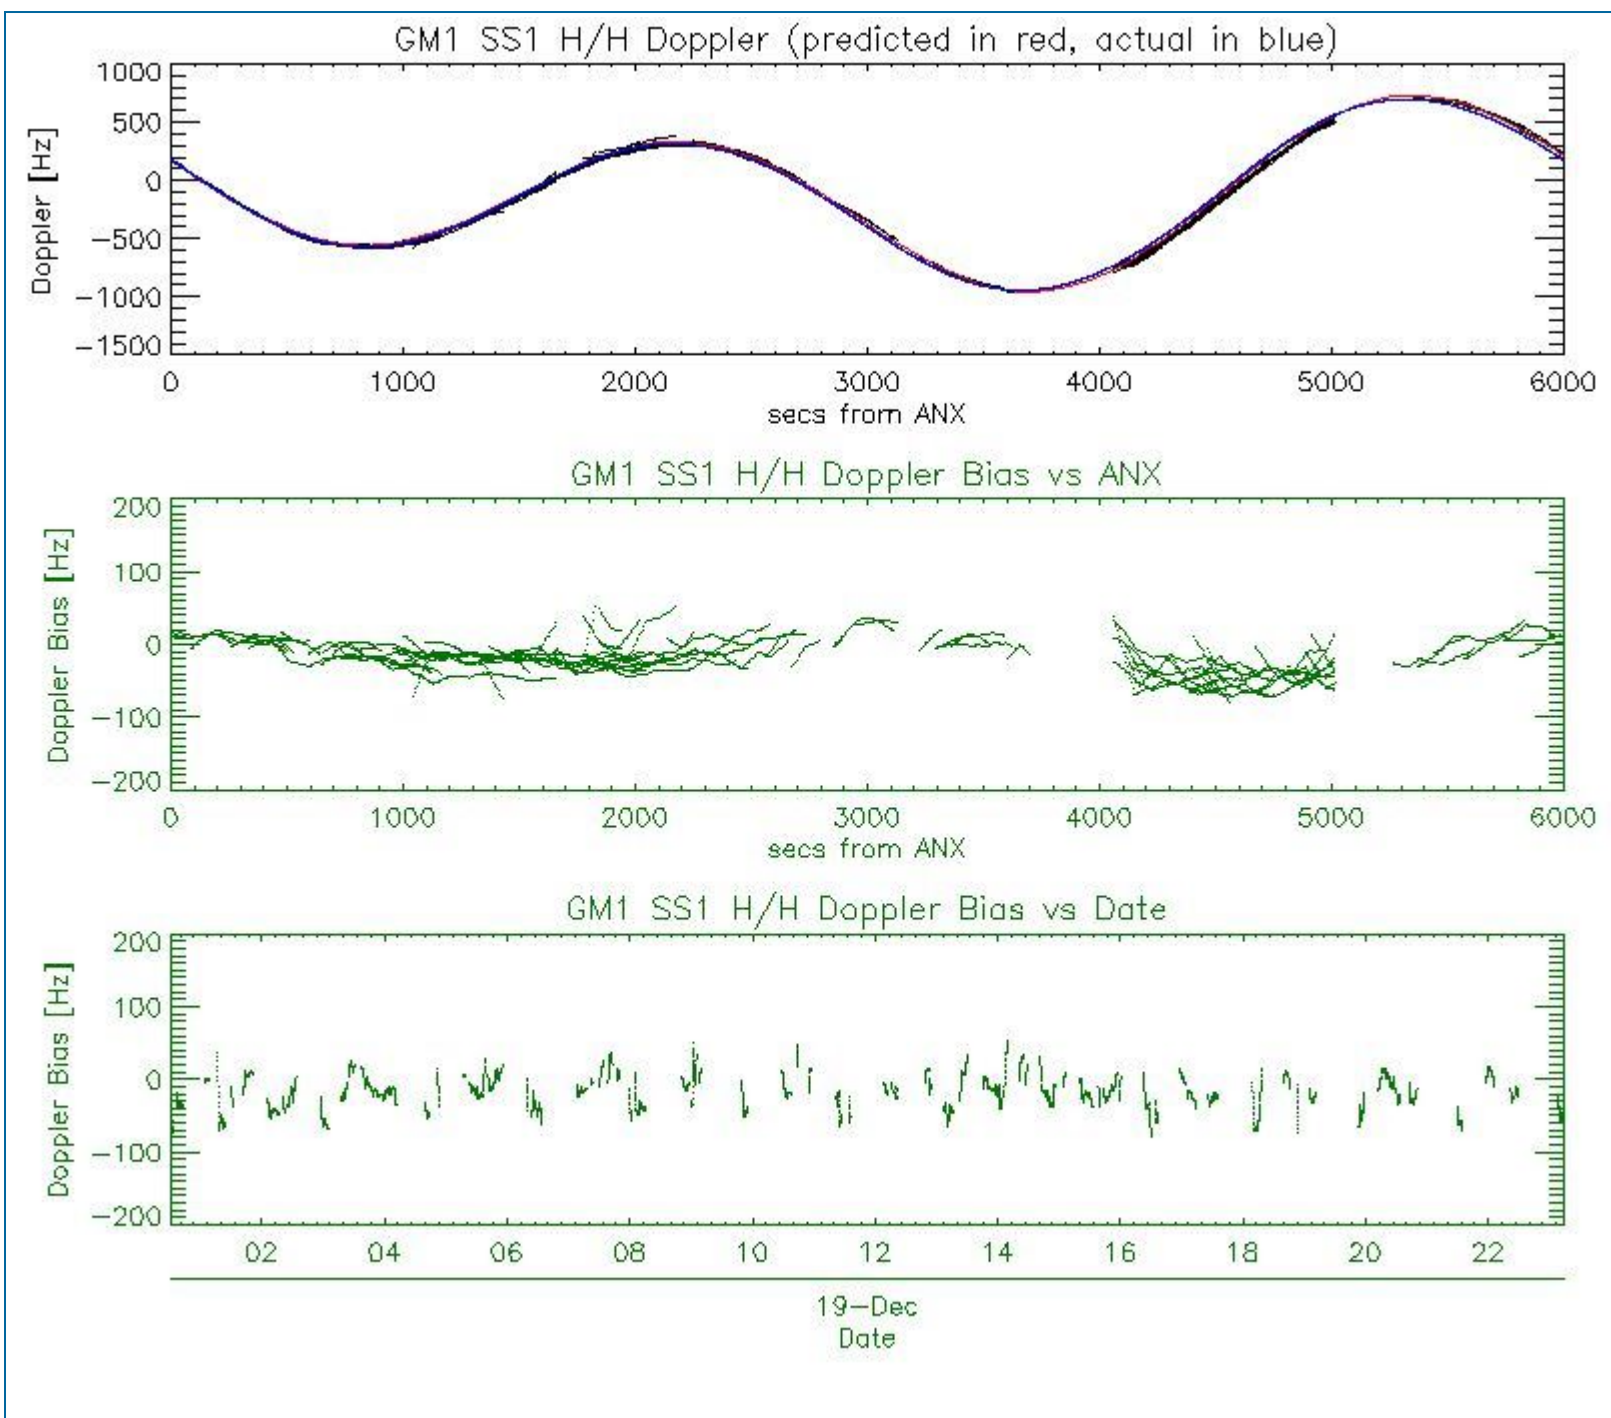 GM1 SS1 H/H Doppler (predicted in red, actual in blue)
1000
500
0
-500
-1000
-1500
Doppler [Hz]
0 1000 2000 3000 4000 5000 6000
secs from ANX
GM1 SS1 H/H Doppler Bias vs ANX
200
100
0
-100
-200
Doppler Bias [Hz]
0 1000 2000 3000 4000 5000 6000
secs from ANX
GM1 SS1 H/H Doppler Bias vs Date
200
100
0
-100
-200
Doppler Bias [Hz]
02 04 06 08 10 12 14 16 18 20 22
19-Dec
Date